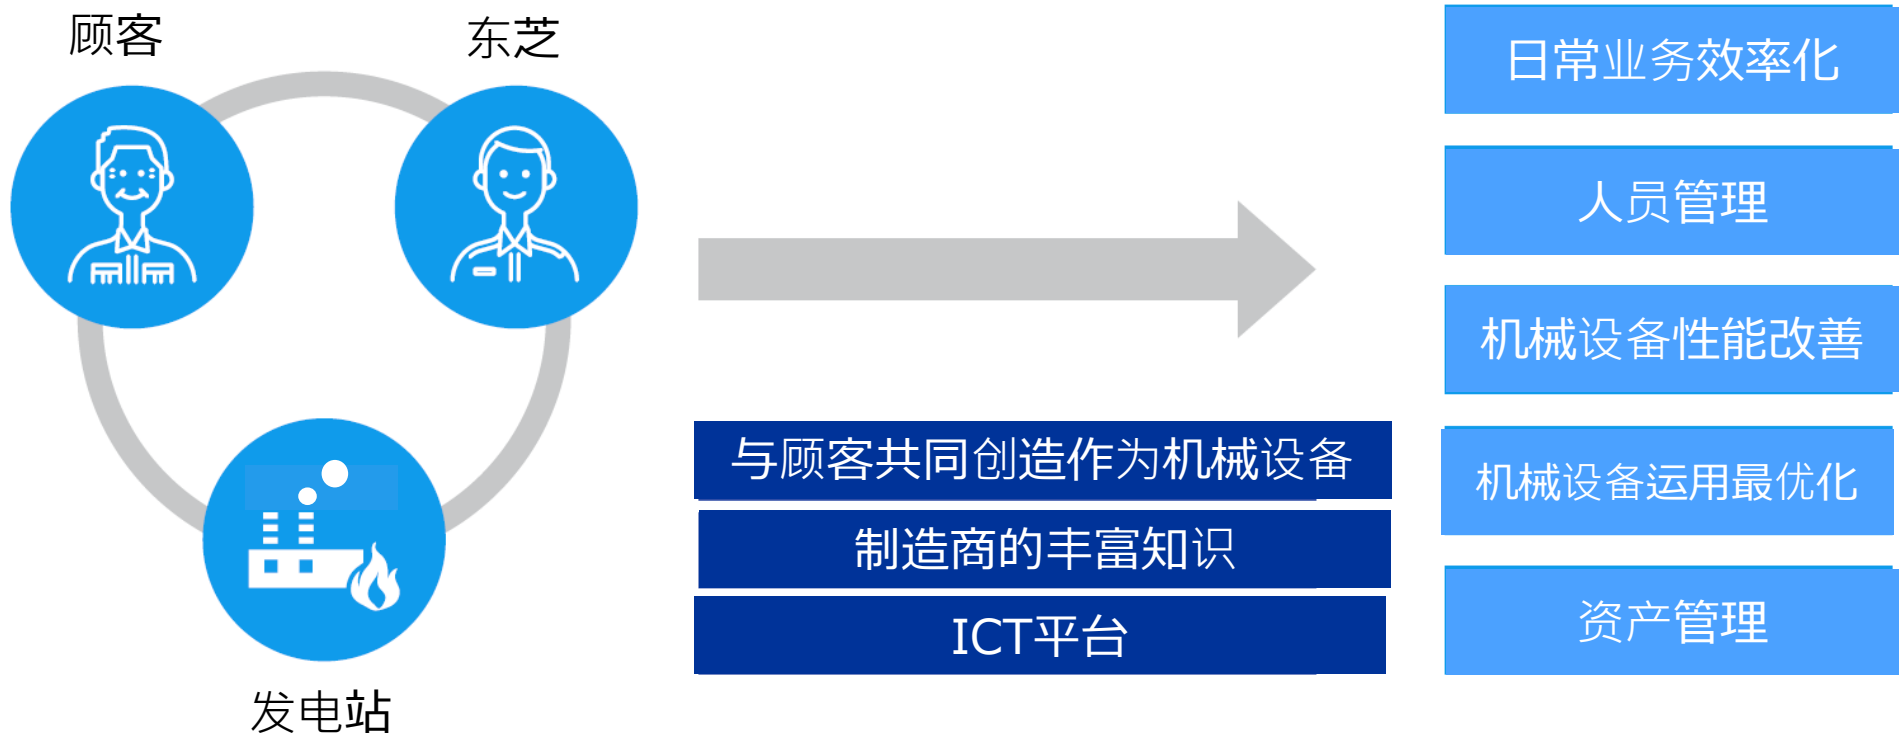 顾客
东芝
发电站
与顾客共同创造作为机械设备
制造商的丰富知识
ICT平台
日常业务效率化
人员管理
机械设备性能改善
机械设备运用最优化
资产管理